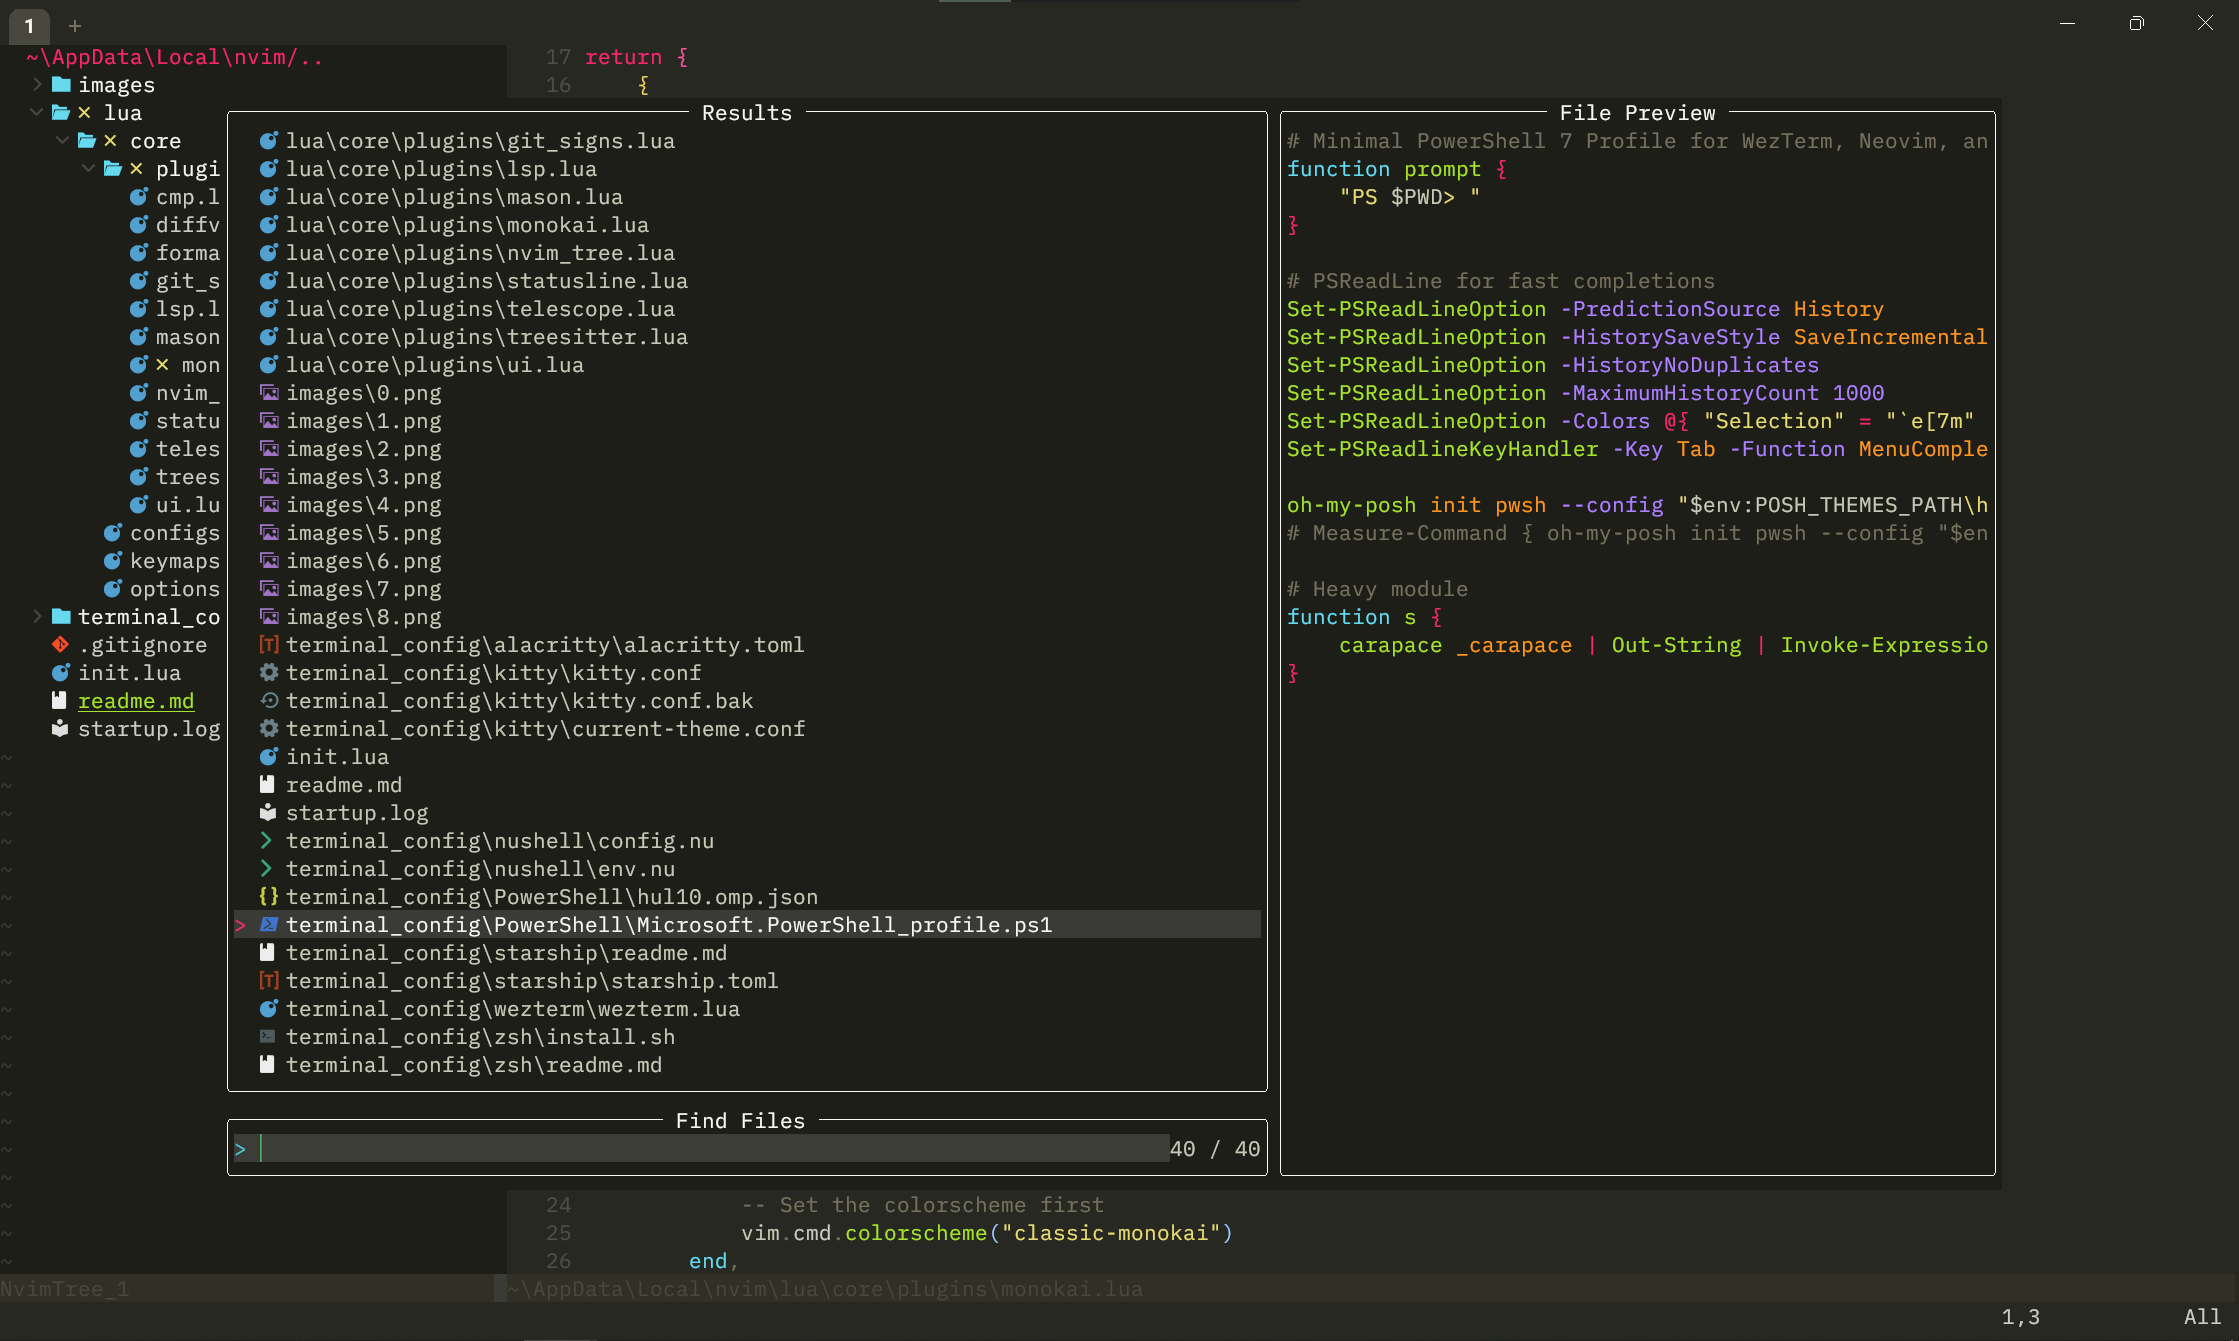 1 +
~\AppData\Local\nvim/..
images
lua
core
plugi
cmp.l
diffv
forma
git_s
lsp.l
mason
mon
nvim_
statu
teles
trees
ui.lu
configs
keymaps
options
terminal_co
.gitignore
init.lua
readme.md
startup.log
17 return {
16 {
Results
lua\core\plugins\git_signs.lua
lua\core\plugins\lsp.lua
lua\core\plugins\mason.lua
lua\core\plugins\monokai.lua
lua\core\plugins\nvim_tree.lua
lua\core\plugins\statusline.lua
lua\core\plugins\telescope.lua
lua\core\plugins\treesitter.lua
lua\core\plugins\ui.lua
images\0.png
images\1.png
images\2.png
images\3.png
images\4.png
images\5.png
images\6.png
images\7.png
images\8.png
terminal_config\alacritty\alacritty.toml
terminal_config\kitty\kitty.conf
terminal_config\kitty\kitty.conf.bak
terminal_config\kitty\current-theme.conf
init.lua
readme.md
startup.log
terminal_config\nushell\config.nu
terminal_config\nushell\env.nu
terminal_config\PowerShell\hul10.omp.json
> terminal_config\PowerShell\Microsoft.PowerShell_profile.ps1
terminal_config\starship\readme.md
terminal_config\starship\starship.toml
terminal_config\wezterm\wezterm.lua
terminal_config\zsh\install.sh
terminal_config\zsh\readme.md
Find Files
> 40 / 40
File Preview
# Minimal PowerShell 7 Profile for WezTerm, Neovim, an
function prompt {
"PS $PWD> "
}
# PSReadLine for fast completions
Set-PSReadLineOption -PredictionSource History
Set-PSReadLineOption -HistorySaveStyle SaveIncremental
Set-PSReadLineOption -HistoryNoDuplicates
Set-PSReadLineOption -MaximumHistoryCount 1000
Set-PSReadLineOption -Colors @{ "Selection" = "`e[7m"
Set-PSReadlineKeyHandler -Key Tab -Function MenuComple
oh-my-posh init pwsh --config "$env:POSH_THEMES_PATH\h
# Measure-Command { oh-my-posh init pwsh --config "$en
# Heavy module
function s {
carapace _carapace | Out-String | Invoke-Expressio
}
24 -- Set the colorscheme first
25 vim.cmd.colorscheme("classic-monokai")
26 end,
NvimTree_1
~\AppData\Local\nvim\lua\core\plugins\monokai.lua
1,3 All